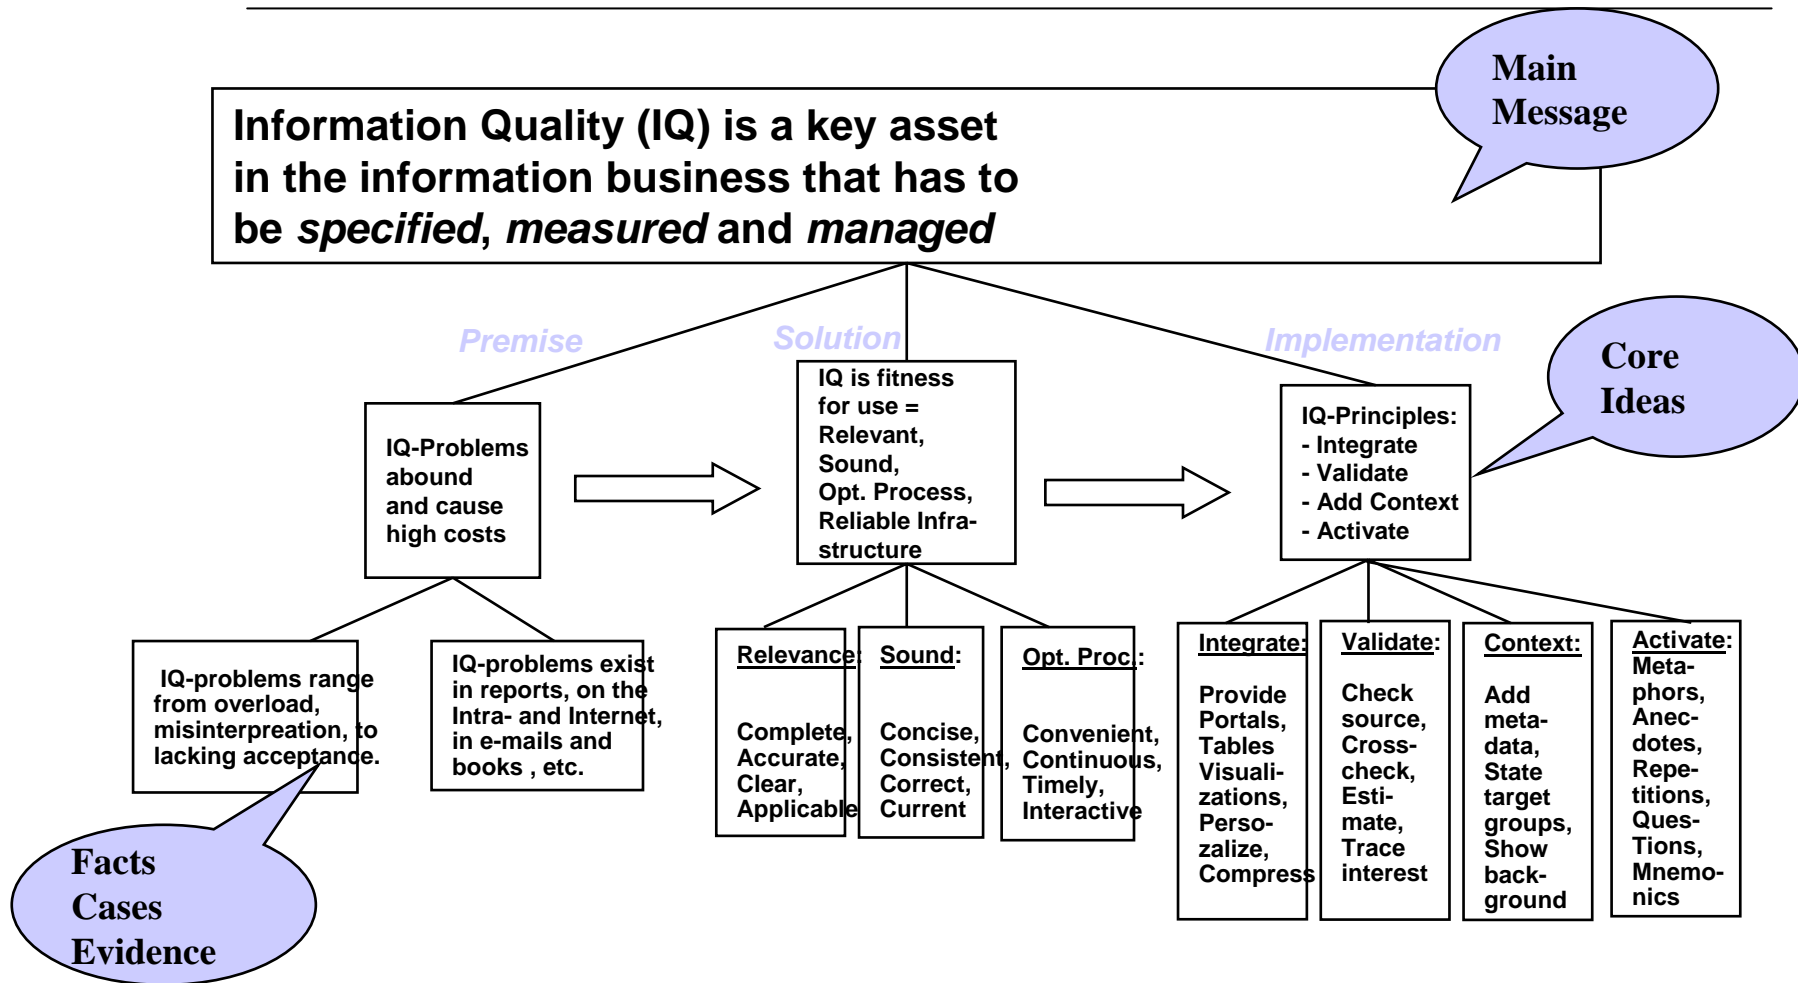 Main
Message
Information Quality (IQ) is a key asset
in the information business that has to
be specified, measured and managed
Premise
Solution
Implementation
Core
Ideas
IQ-Problems
abound
and cause
high costs
IQ is fitness
for use =
Relevant,
Sound,
Opt. Process,
Reliable Infra-
structure
IQ-Principles:
- Integrate
- Validate
- Add Context
- Activate
IQ-problems range
from overload,
misinterpreation, to
lacking acceptance.
IQ-problems exist
in reports, on the
Intra- and Internet,
in e-mails and
books , etc.
Relevance:
Complete,
Accurate,
Clear,
Applicable
Sound:
Concise,
Consistent,
Correct,
Current
Opt. Proc.:
Convenient,
Continuous,
Timely,
Interactive
Integrate:
Provide
Portals,
Tables
Visuali-
zations,
Perso-
zalize,
Compress
Validate:
Check
source,
Cross-
check,
Esti-
mate,
Trace
interest
Context:
Add
meta-
data,
State
target
groups,
Show
back-
ground
Activate:
Meta-
phors,
Anec-
dotes,
Repe-
titions,
Ques-
Tions,
Mnemo-
nics
Facts
Cases
Evidence